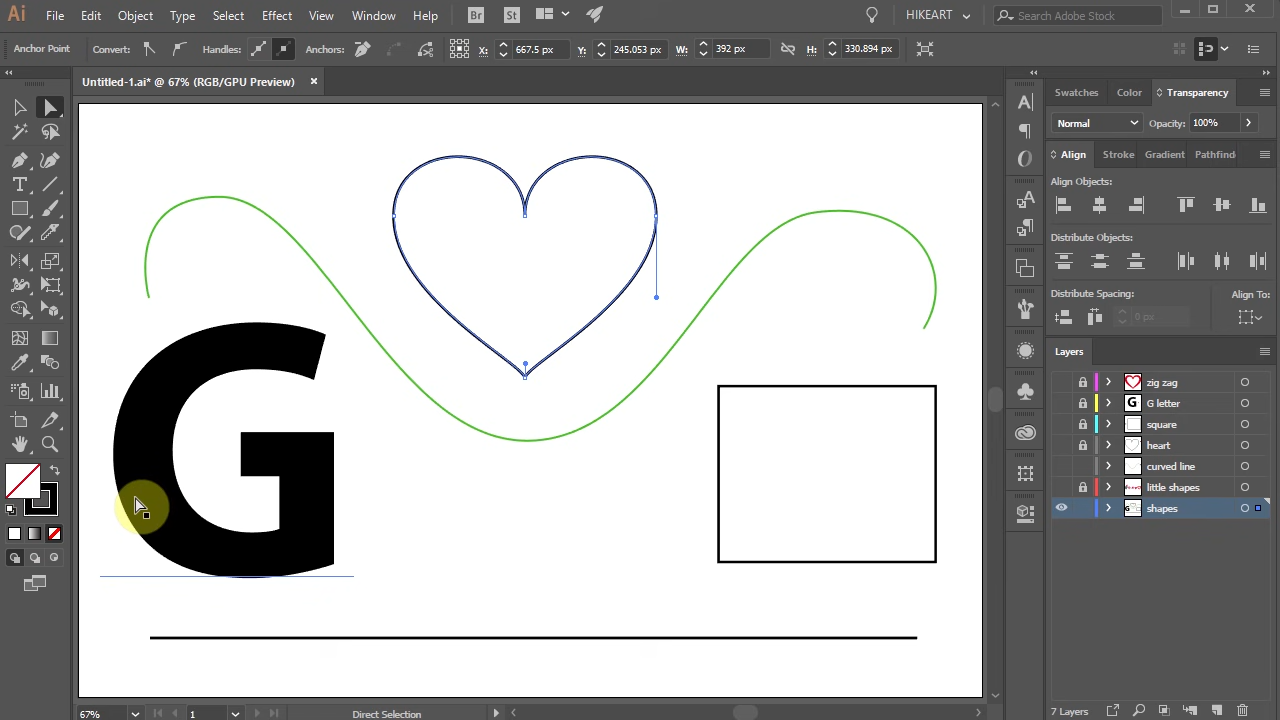 Ai File Edit Object Type Select Effect View Window Help Br St HIKEART Search Adobe Stock
Anchor Point Convert: Handles: Anchors: X: 667.5 px Y: 245.053 px W: 392 px H: 330.894 px
Untitled-1.ai* @ 67% (RGB/GPU Preview) ×
Swatches Color Transparency
Normal Opacity: 100%
Align Stroke Gradient Pathfind
Align Objects:
Distribute Objects:
Distribute Spacing: Align To:
0 px
Layers
zig zag
G letter
square
heart
curved line
little shapes
shapes
G
67% 1 Direct Selection
7 Layers